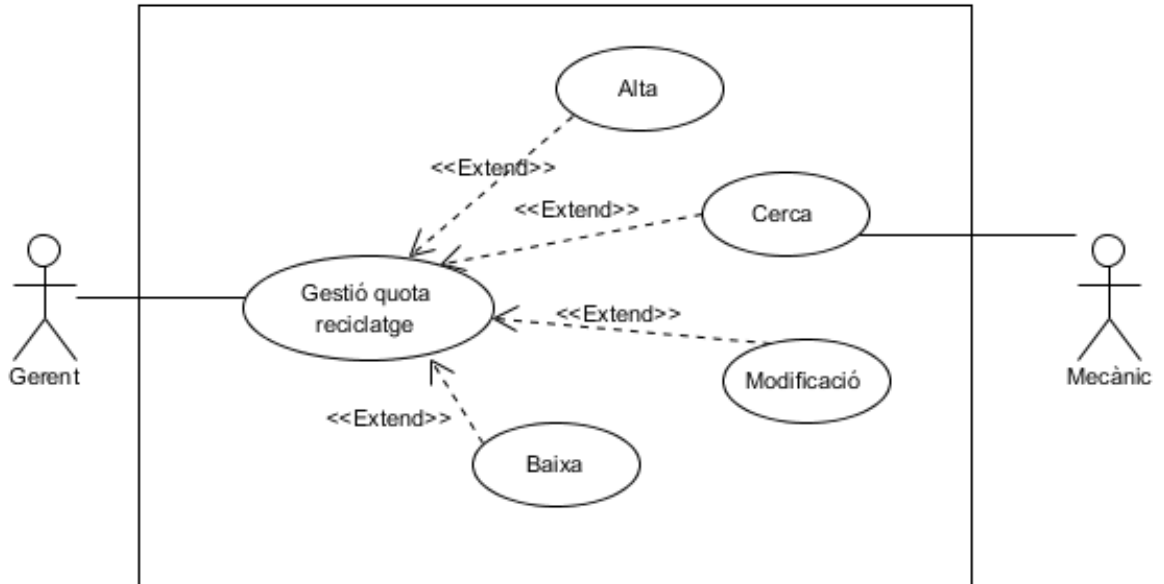 Alta
<<Extend>>
<<Extend>>
Cerca
Gestió quota
reciclatge
<<Extend>>
Gerent
Modificació
Mecànic
<<Extend>>
Baixa